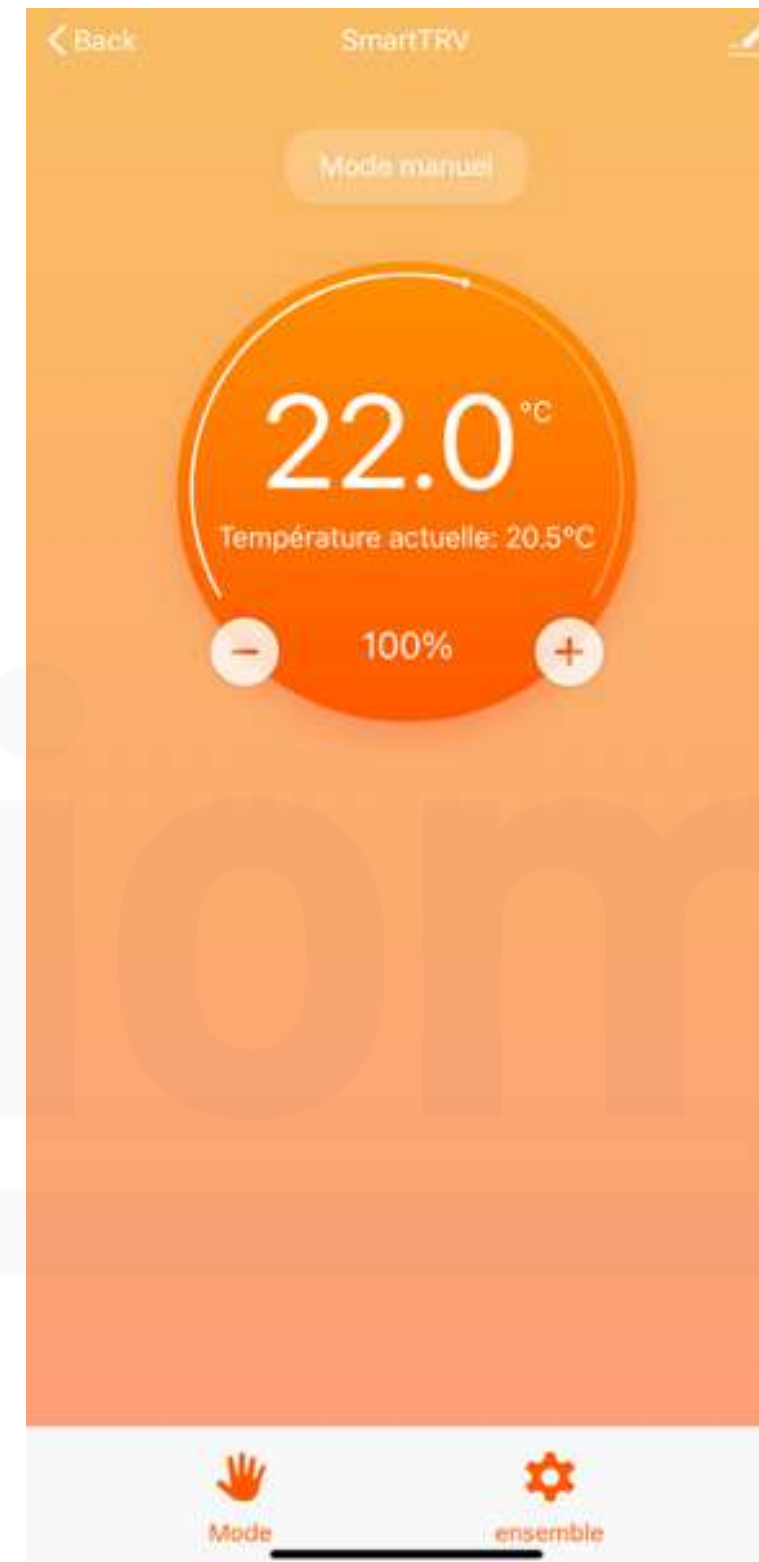 Back SmartTRV
Mode manuel
22.0 °C
Température actuelle: 20.5°C
− 100% +
Mode ensemble